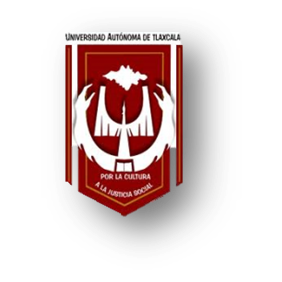 UNIVERSIDAD AUTÓNOMA DE TLAXCALA
POR LA CULTURA
A LA JUSTICIA SOCIAL